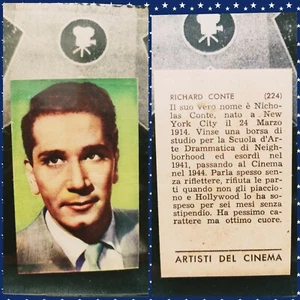 RICHARD CONTE (224)
Il suo vero nome è Nicho-
las Conte, nato a New
York City il 24 Marzo
1914. Vinse una borsa di
studio per la Scuola d'Ar-
te Drammatica di Neigh-
borhood ed esordì nel
1941, passando al Cinema
nel 1944. Parla spesso sen-
za riflettere, rifiuta le par-
ti quando non gli piaccio-
no e Hollywood lo ha so-
speso per sei mesi senza
stipendio. Ha pessimo ca-
rattere ma ottimo cuore.
ARTISTI DEL CINEMA